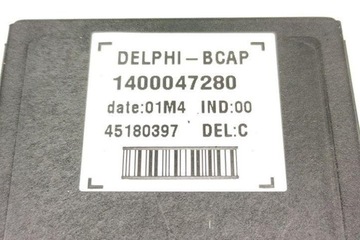 DELPHI-BCAP
1400047280
date:01M4 IND:00
45180397 DEL:C